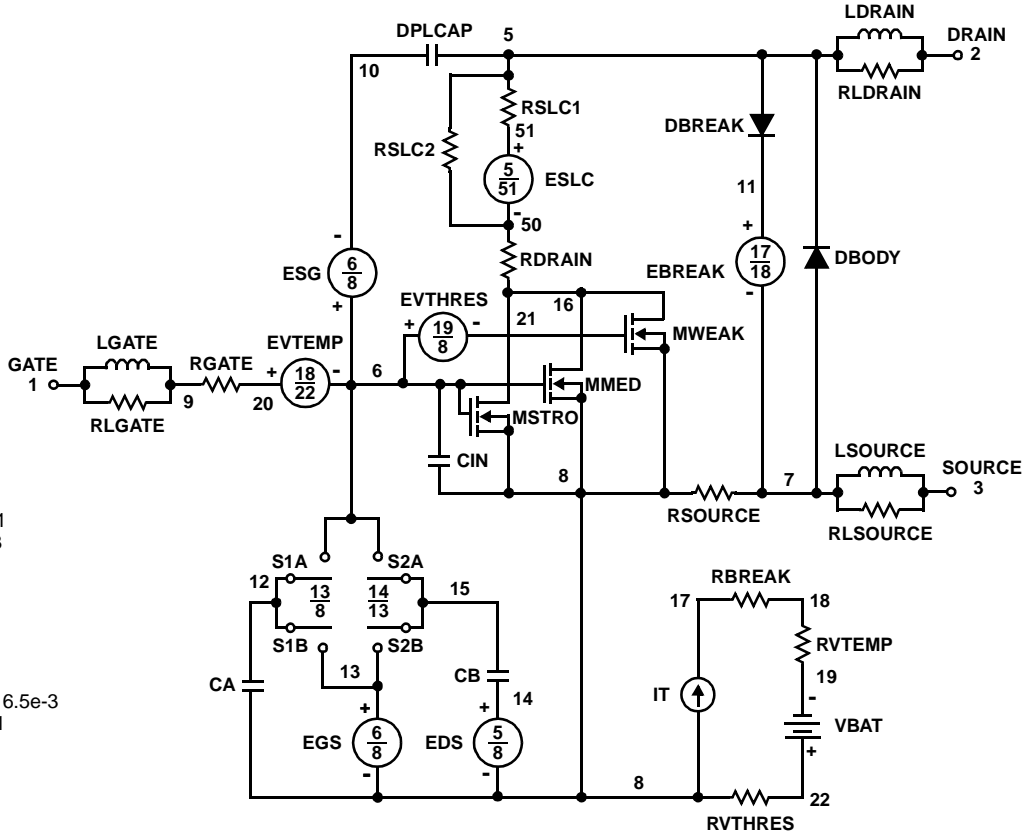 LDRAIN
DPLCAP
5
DRAIN
2
10
RLDRAIN
RSLC1
51
+
RSLC2
5
51
ESLC
-
50
DBREAK
11
+
17
18
EBREAK
-
DBODY
-
ESG
6
8
+
RDRAIN
EVTHRES
16
21
+
19
8
-
MWEAK
LGATE
GATE
1
RGATE
EVTEMP
+
18
22
-
6
9
20
RLGATE
MMED
MSTRO
CIN
8
7
LSOURCE
SOURCE
3
RSOURCE
RLSOURCE
1
S1A
S2A
12
13
8
14
13
15
S1B
S2B
13
CA
CB
14
+
EGS
6
8
-
+
EDS
5
8
-
8
RBREAK
17
18
RVTEMP
19
IT
-
VBAT
+
22
RVTHRES
6.5e-3